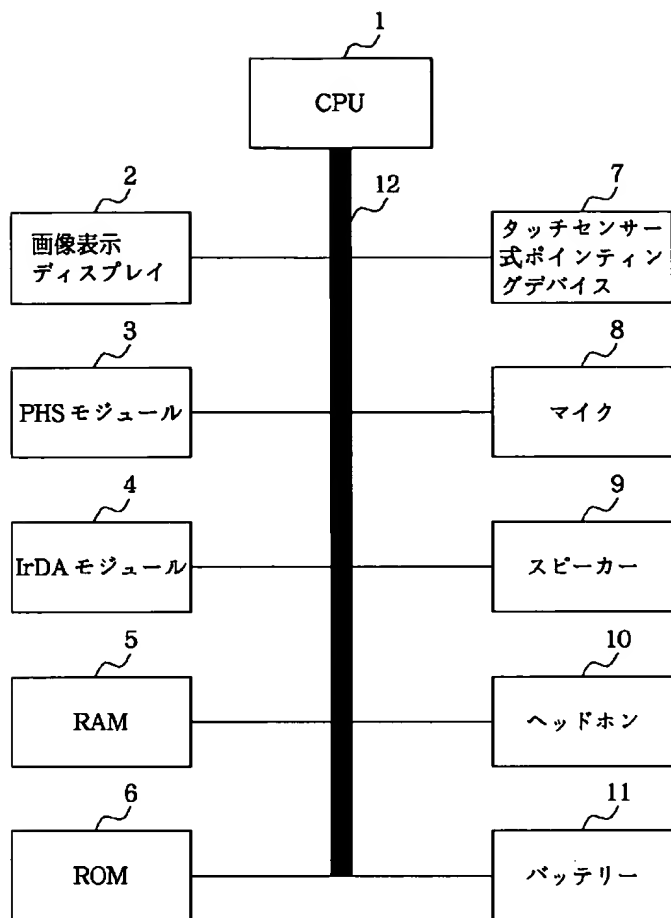 1
CPU
12
2
画像表示
ディスプレイ
7
タッチセンサー
式ポインティン
グデバイス
3
PHSモジュール
8
マイク
4
IrDAモジュール
9
スピーカー
5
RAM
10
ヘッドホン
6
ROM
11
バッテリー